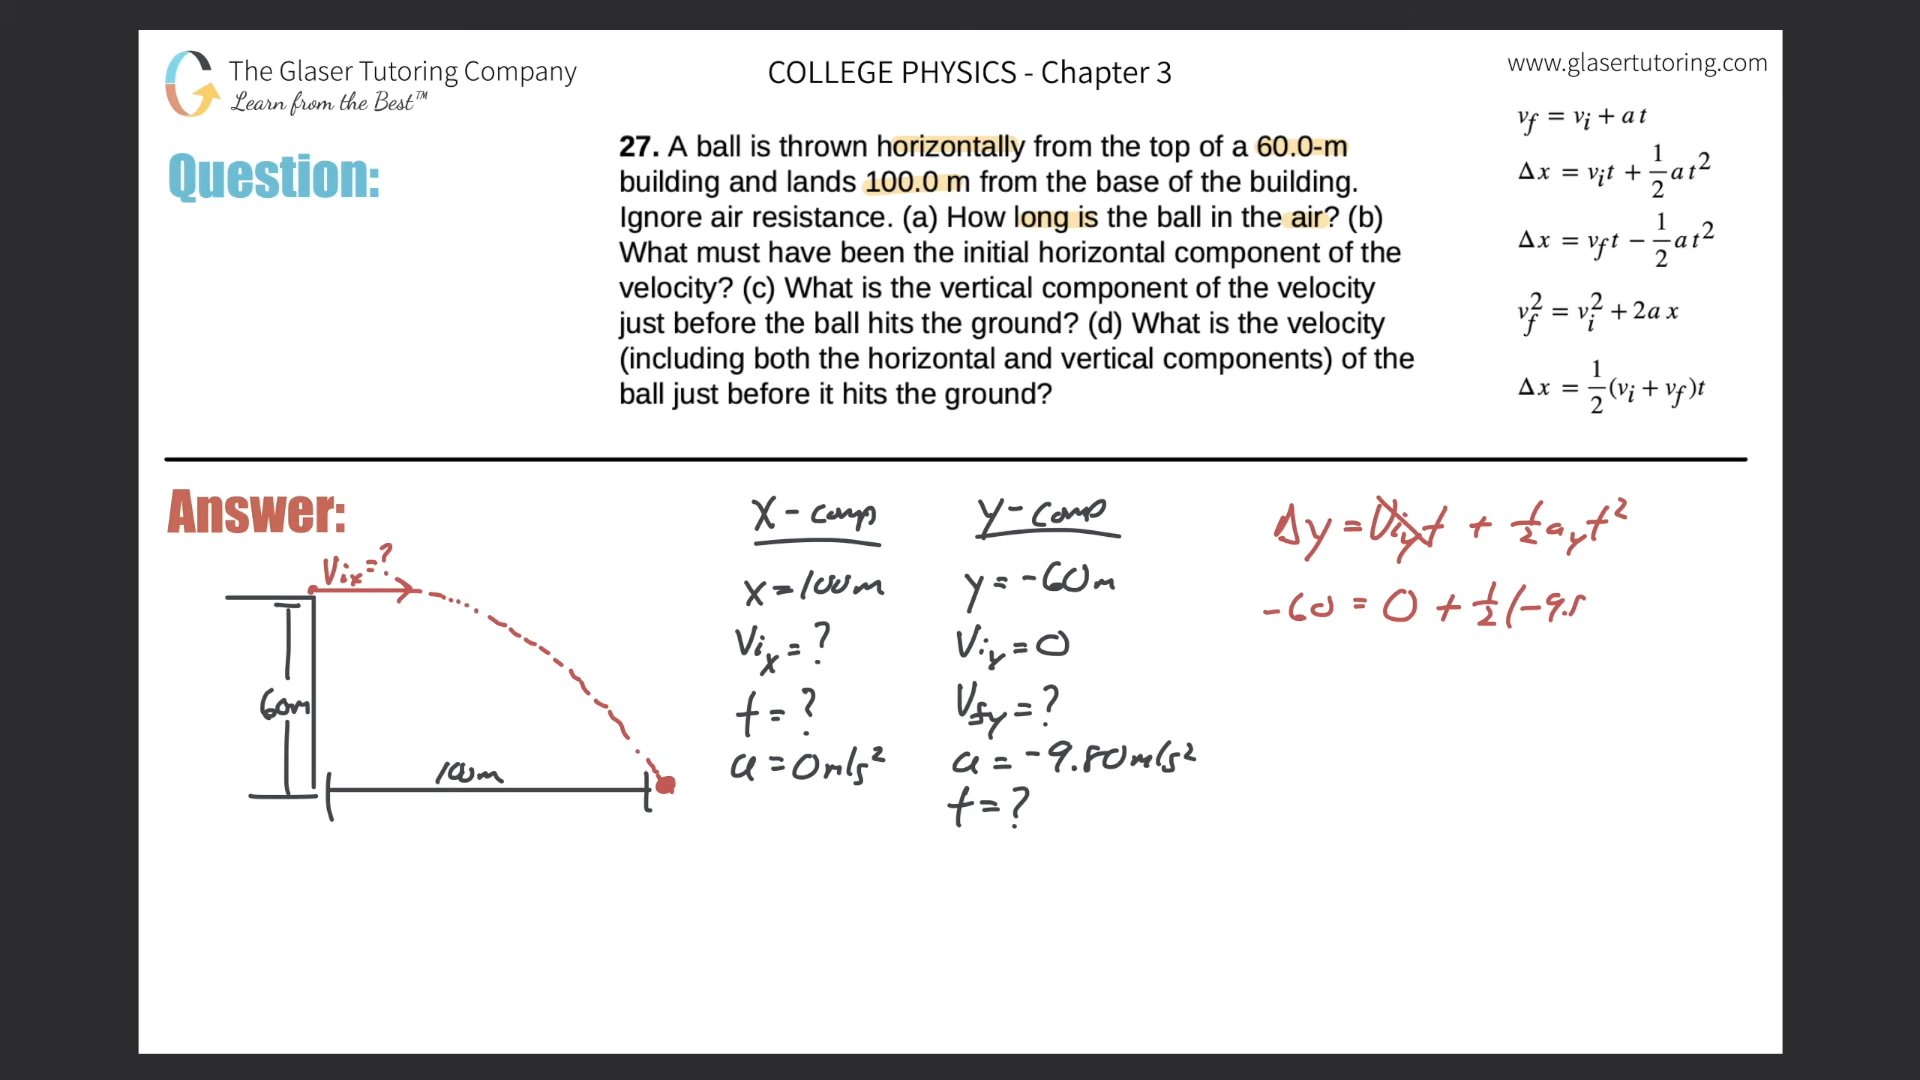 The Glaser Tutoring Company
Learn from the Best™
COLLEGE PHYSICS - Chapter 3
www.glasertutoring.com
Question:
27. A ball is thrown horizontally from the top of a 60.0-m
building and lands 100.0 m from the base of the building.
Ignore air resistance. (a) How long is the ball in the air? (b)
What must have been the initial horizontal component of the
velocity? (c) What is the vertical component of the velocity
just before the ball hits the ground? (d) What is the velocity
(including both the horizontal and vertical components) of the
ball just before it hits the ground?
v_f = v_i + a t
Δx = v_i t + 1/2 a t²
Δx = v_f t − 1/2 a t²
v_f² = v_i² + 2a x
Δx = 1/2 (v_i + v_f)t
Answer:
Vix=?
60m
100m
X-comp
x=100m
Vix=?
t=?
a=0m/s²
Y-comp
y=-60m
Viy=0
Vfy=?
a=-9.80m/s²
t=?
Δy=Viyt + 1/2 ayt²
-60 = 0 + 1/2(-9.8